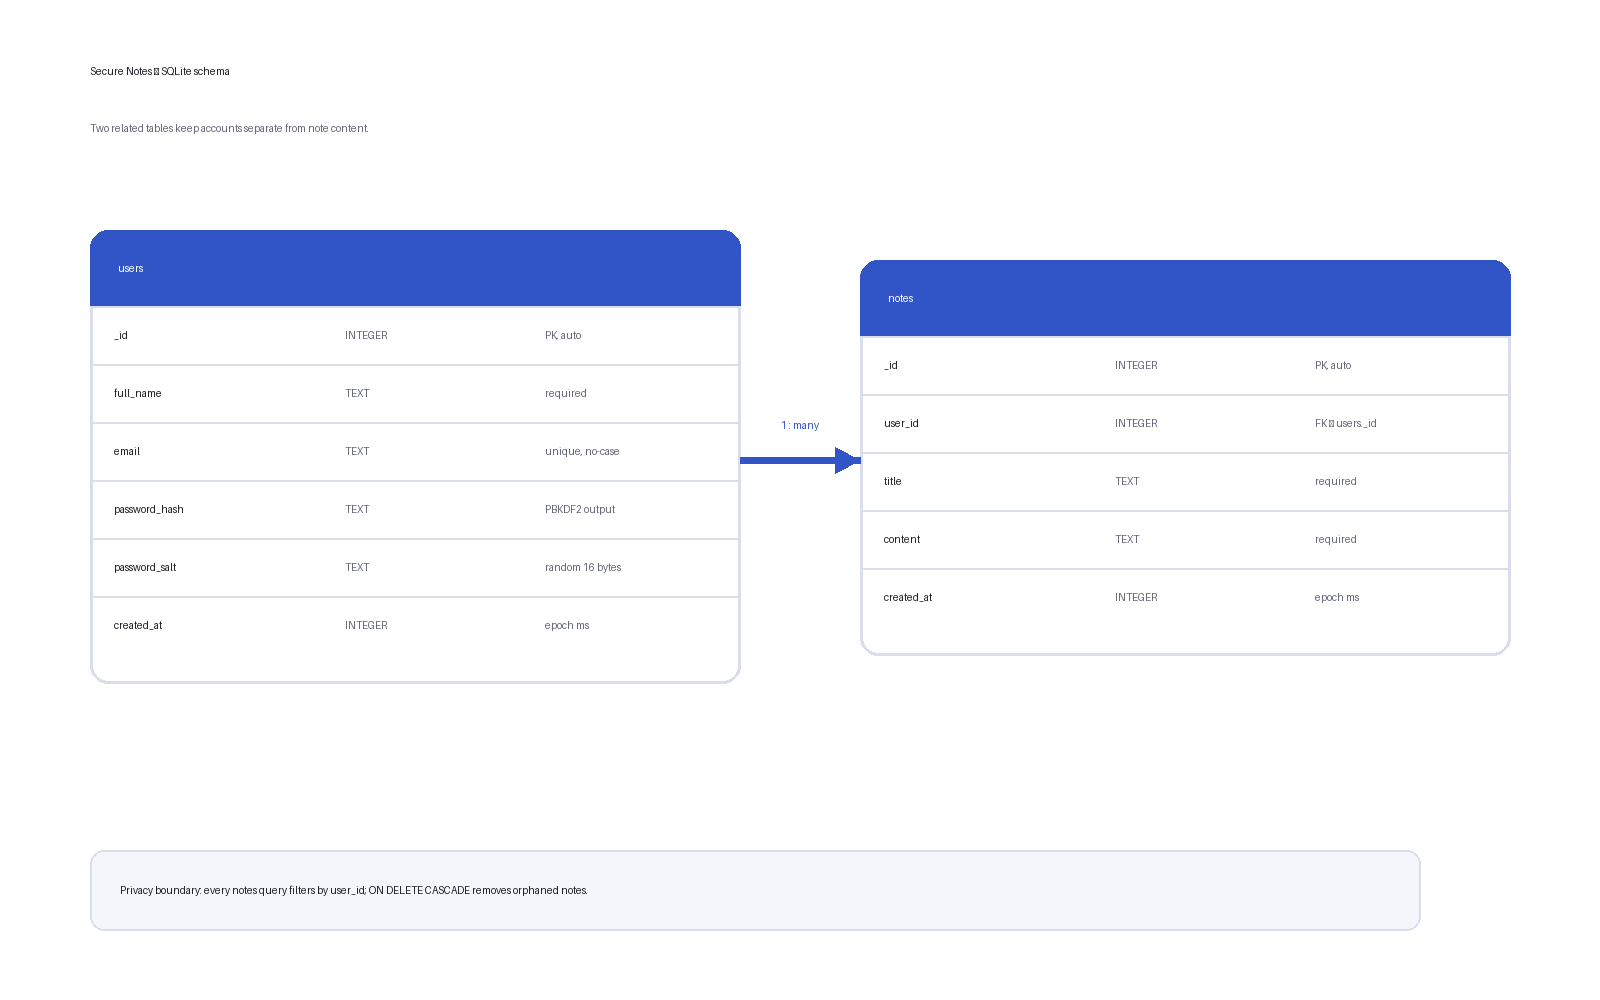 Secure Notes ▯ SQLite schema
Two related tables keep accounts separate from note content.
users
_id INTEGER PK, auto
full_name TEXT required
email TEXT unique, no-case
password_hash TEXT PBKDF2 output
password_salt TEXT random 16 bytes
created_at INTEGER epoch ms
1 : many
notes
_id INTEGER PK, auto
user_id INTEGER FK ▯ users._id
title TEXT required
content TEXT required
created_at INTEGER epoch ms
Privacy boundary: every notes query filters by user_id; ON DELETE CASCADE removes orphaned notes.